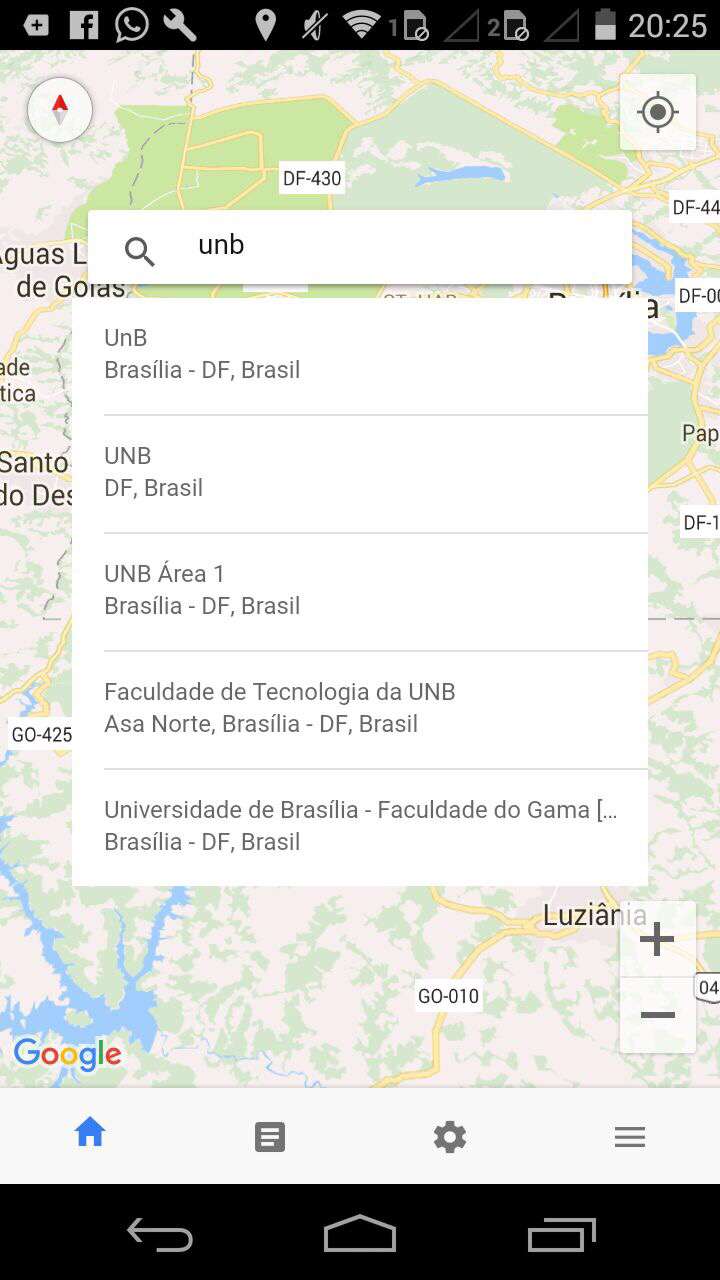 1
2
20:25
DF-430
DF-44
unb
Águas L
de Goiás
DF-00
UnB
Brasília - DF, Brasil
UNB
DF, Brasil
ade
tica
Pap
Santo
do Des
DF-1
UNB Área 1
Brasília - DF, Brasil
Faculdade de Tecnologia da UNB
Asa Norte, Brasília - DF, Brasil
GO-425
Universidade de Brasília - Faculdade do Gama [...
Brasília - DF, Brasil
Luziânia
GO-010
04
Google